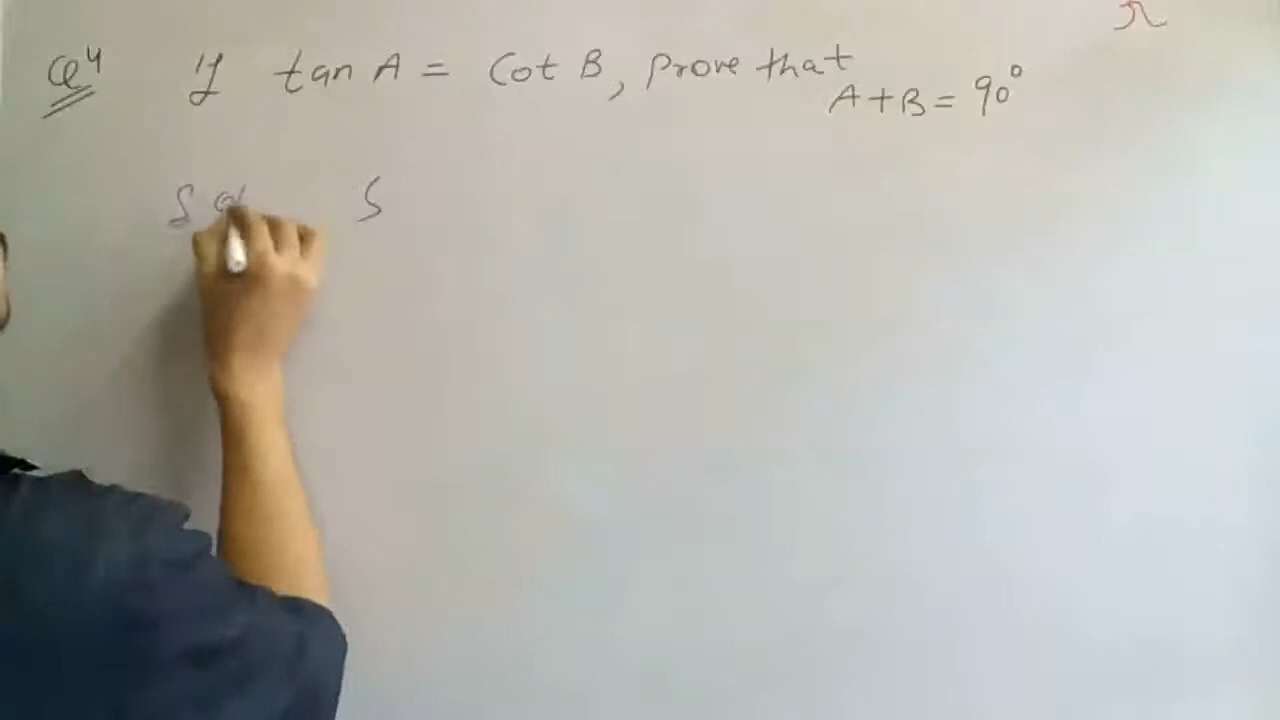 Q4 If tan A = Cot B, Prove that
A+B = 90°
S